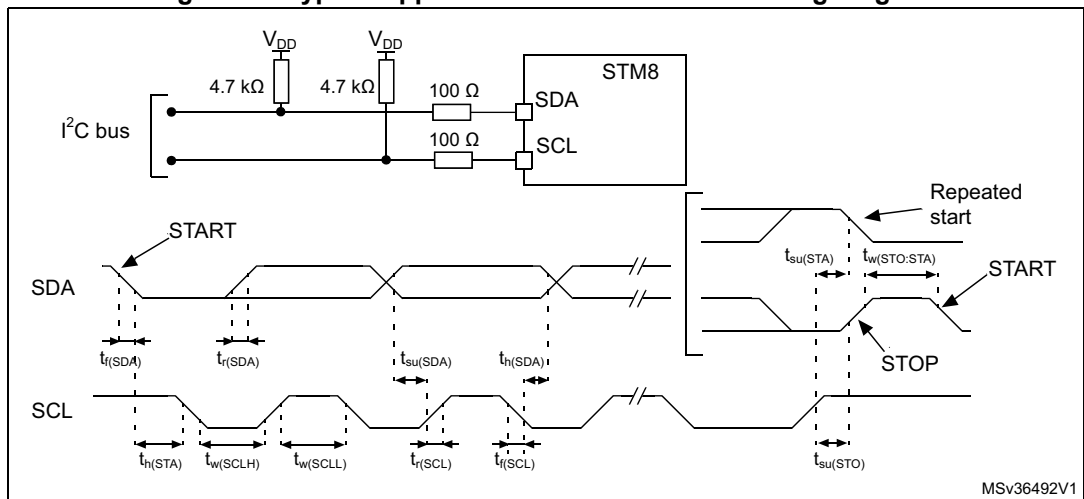 V_DD V_DD
4.7 kΩ 4.7 kΩ
100 Ω
100 Ω
STM8
SDA
SCL
I²C bus
Repeated
start
START
t_su(STA) t_w(STO:STA)
START
SDA
STOP
t_f(SDA) t_r(SDA) t_su(SDA) t_h(SDA)
SCL
t_h(STA) t_w(SCLH) t_w(SCLL) t_r(SCL) t_f(SCL) t_su(STO)
MSv36492V1